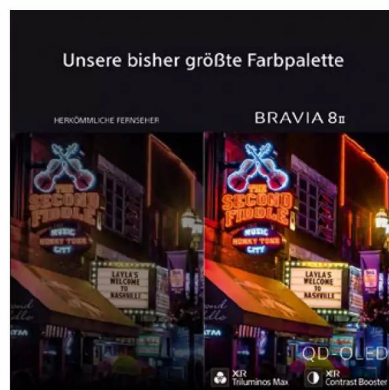 Unsere bisher größte Farbpalette
HERKÖMMLICHE FERNSEHER
BRAVIA 8II
THE
SECOND
FIDDLE
MUSIC
HONKY TONK
CITY
LAYLA'S
WELCOME
TO
NASHVILLE
THE
SECOND
FIDDLE
MUSIC
HONKY TONK
CITY
LAYLA'S
WELCOME
TO
NASHVILLE
QD-OLED
XR
Triluminos Max
XR
Contrast Booster